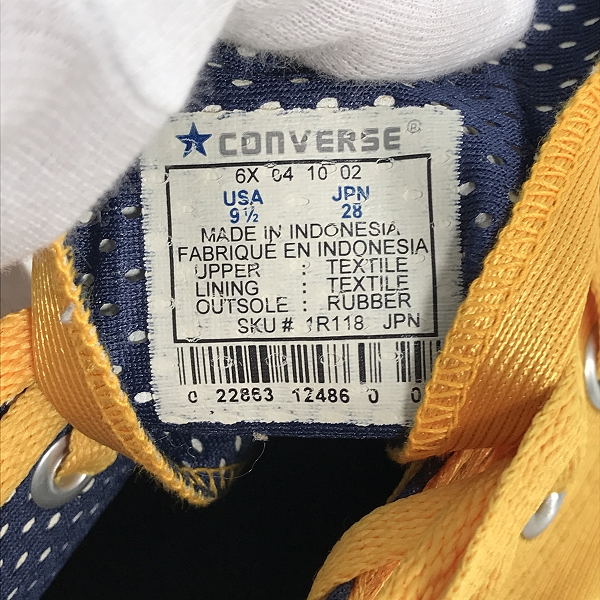 CONVERSE®
6X 04 10 02
USA JPN
9½ 28
MADE IN INDONESIA
FABRIQUÉ EN INDONESIA
UPPER : TEXTILE
LINING : TEXTILE
OUTSOLE : RUBBER
SKU # 1R118 JPN
0 22863 12486 0 0